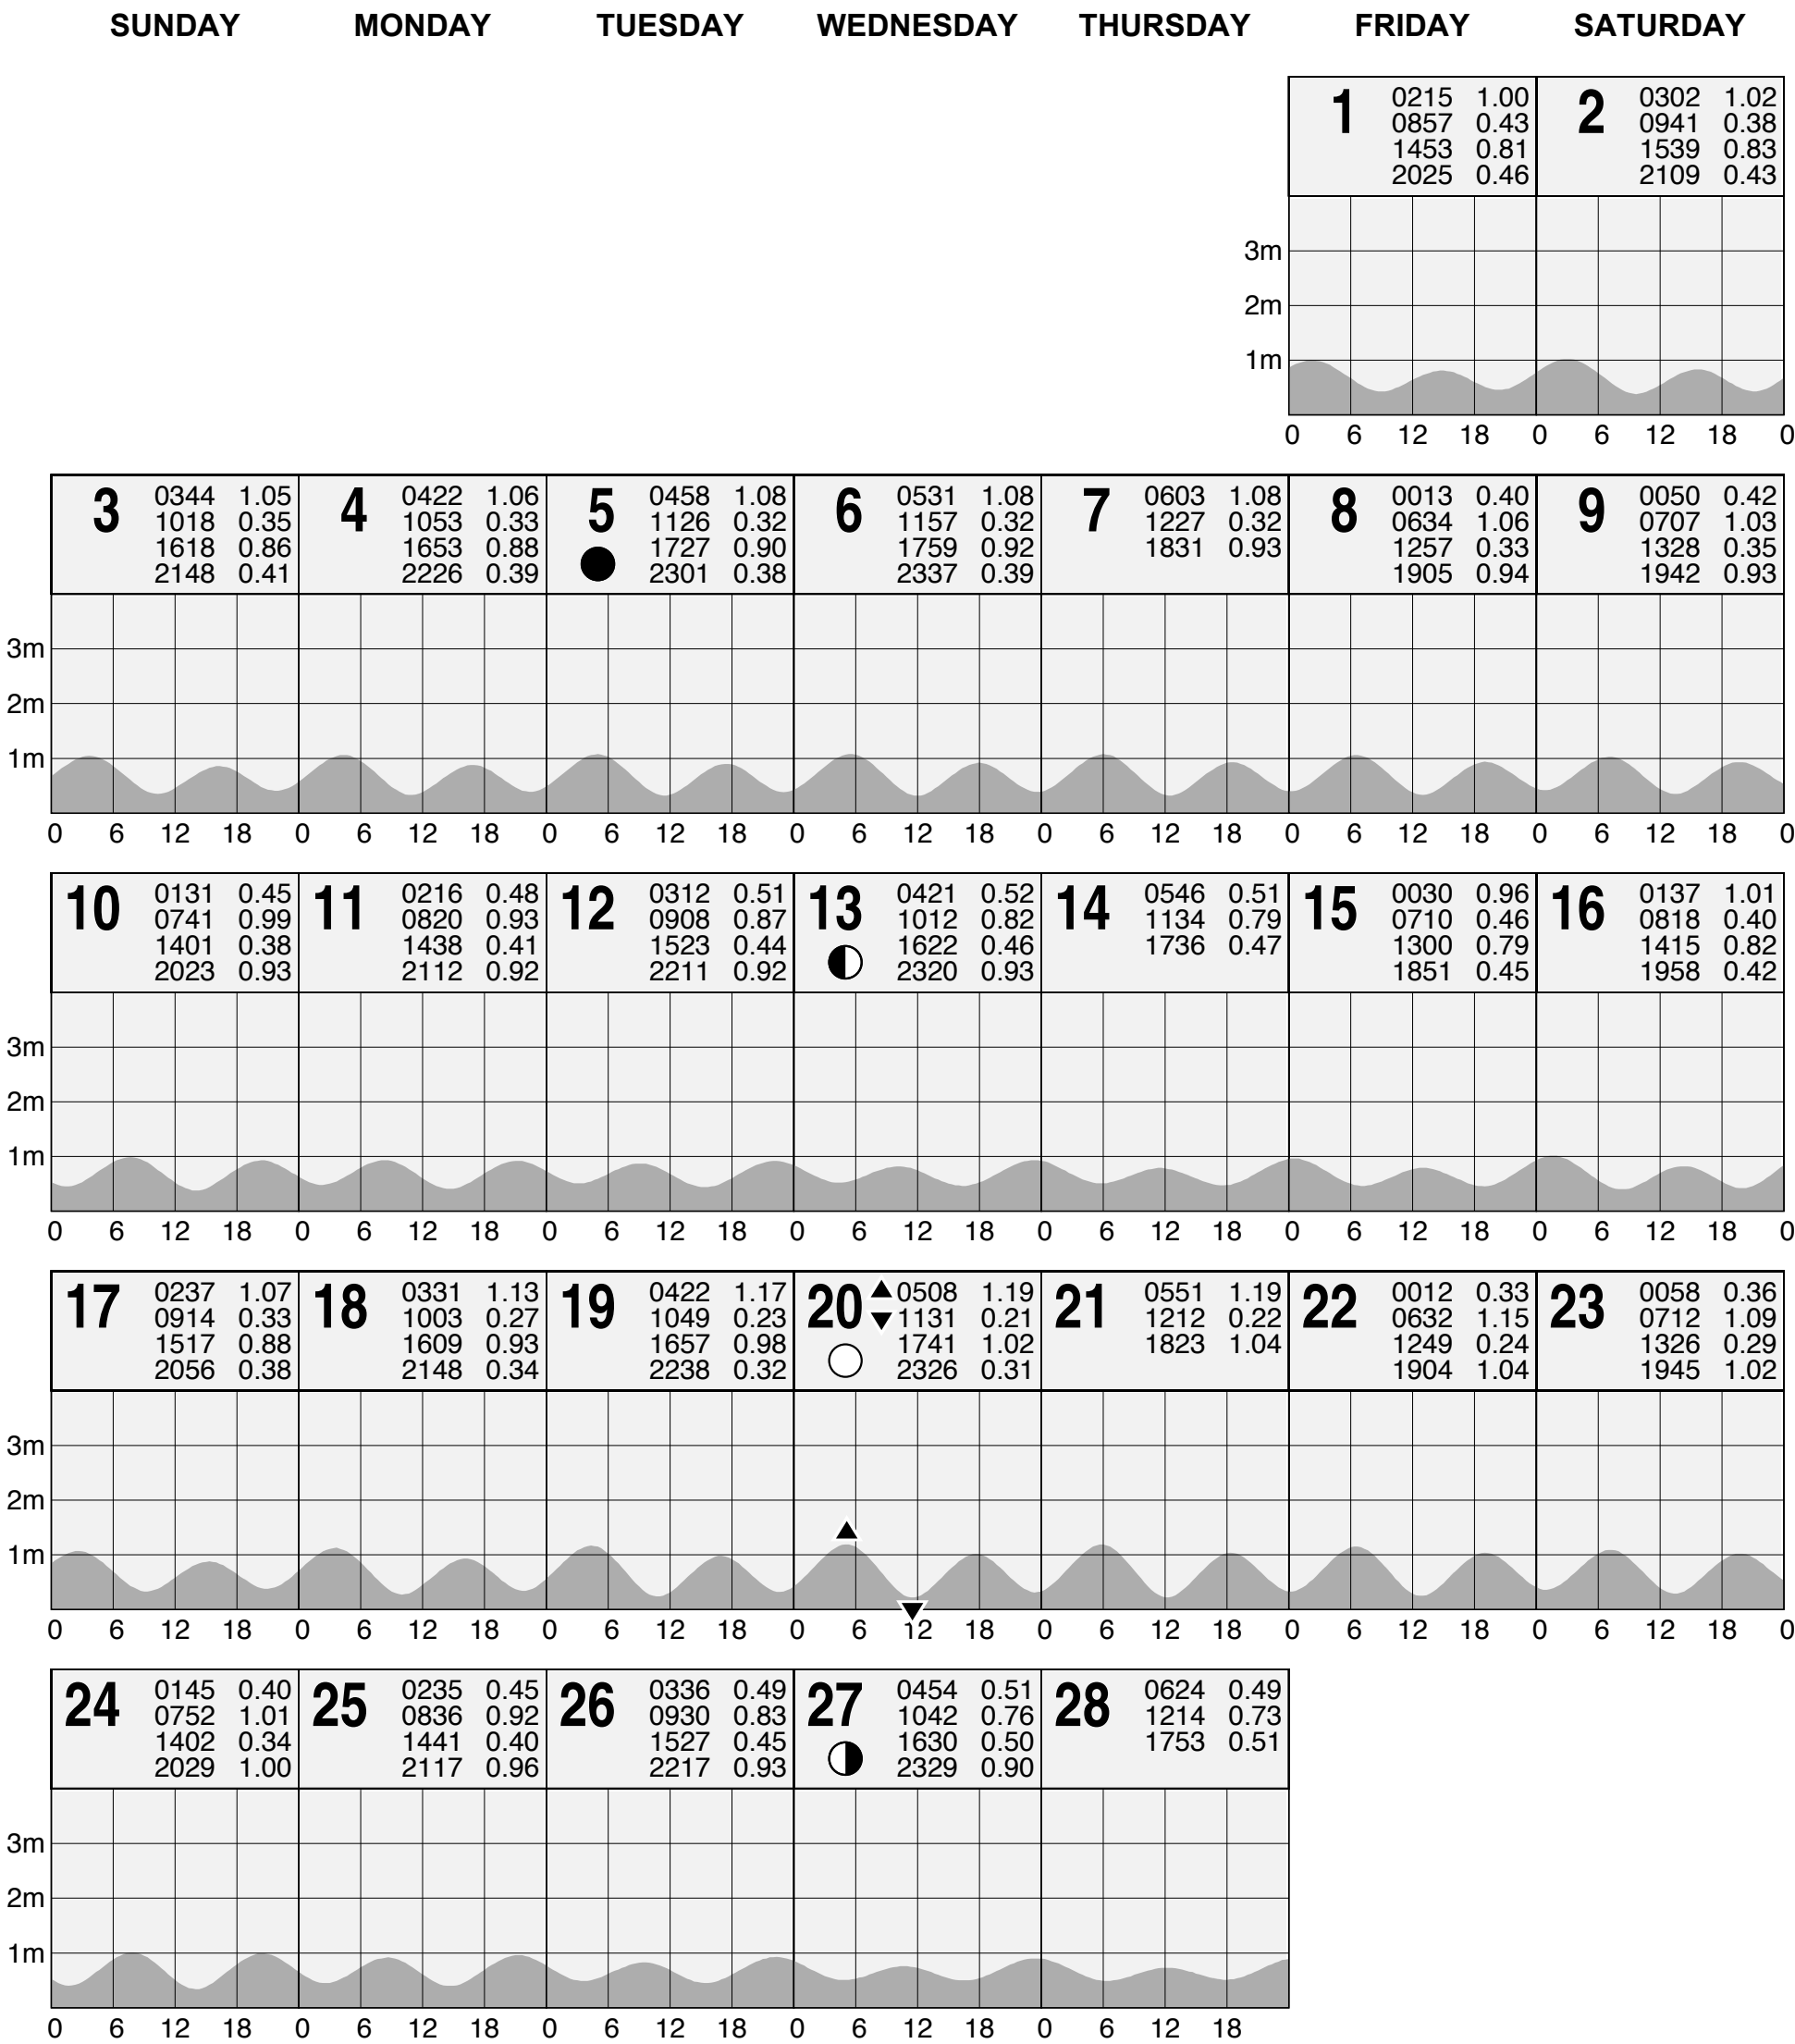 SUNDAY MONDAY TUESDAY WEDNESDAY THURSDAY FRIDAY SATURDAY
1 0215 1.00 2 0302 1.02
0857 0.43 0941 0.38
1453 0.81 1539 0.83
2025 0.46 2109 0.43
3m
2m
1m
0 6 12 18 0 6 12 18 0
3 0344 1.05 4 0422 1.06 5 0458 1.08 6 0531 1.08 7 0603 1.08 8 0013 0.40 9 0050 0.42
1018 0.35 1053 0.33 1126 0.32 1157 0.32 1227 0.32 0634 1.06 0707 1.03
1618 0.86 1653 0.88 1727 0.90 1759 0.92 1831 0.93 1257 0.33 1328 0.35
2148 0.41 2226 0.39 2301 0.38 2337 0.39 1905 0.94 1942 0.93
3m
2m
1m
0 6 12 18 0 6 12 18 0 6 12 18 0 6 12 18 0 6 12 18 0 6 12 18 0 6 12 18 0
10 0131 0.45 11 0216 0.48 12 0312 0.51 13 0421 0.52 14 0546 0.51 15 0030 0.96 16 0137 1.01
0741 0.99 0820 0.93 0908 0.87 1012 0.82 1134 0.79 0710 0.46 0818 0.40
1401 0.38 1438 0.41 1523 0.44 1622 0.46 1736 0.47 1300 0.79 1415 0.82
2023 0.93 2112 0.92 2211 0.92 2320 0.93 1851 0.45 1958 0.42
3m
2m
1m
0 6 12 18 0 6 12 18 0 6 12 18 0 6 12 18 0 6 12 18 0 6 12 18 0 6 12 18 0
17 0237 1.07 18 0331 1.13 19 0422 1.17 20 0508 1.19 21 0551 1.19 22 0012 0.33 23 0058 0.36
0914 0.33 1003 0.27 1049 0.23 1131 0.21 1212 0.22 0632 1.15 0712 1.09
1517 0.88 1609 0.93 1657 0.98 1741 1.02 1823 1.04 1249 0.24 1326 0.29
2056 0.38 2148 0.34 2238 0.32 2326 0.31 1904 1.04 1945 1.02
3m
2m
1m
0 6 12 18 0 6 12 18 0 6 12 18 0 6 12 18 0 6 12 18 0 6 12 18 0 6 12 18 0
24 0145 0.40 25 0235 0.45 26 0336 0.49 27 0454 0.51 28 0624 0.49
0752 1.01 0836 0.92 0930 0.83 1042 0.76 1214 0.73
1402 0.34 1441 0.40 1527 0.45 1630 0.50 1753 0.51
2029 1.00 2117 0.96 2217 0.93 2329 0.90
3m
2m
1m
0 6 12 18 0 6 12 18 0 6 12 18 0 6 12 18 0 6 12 18